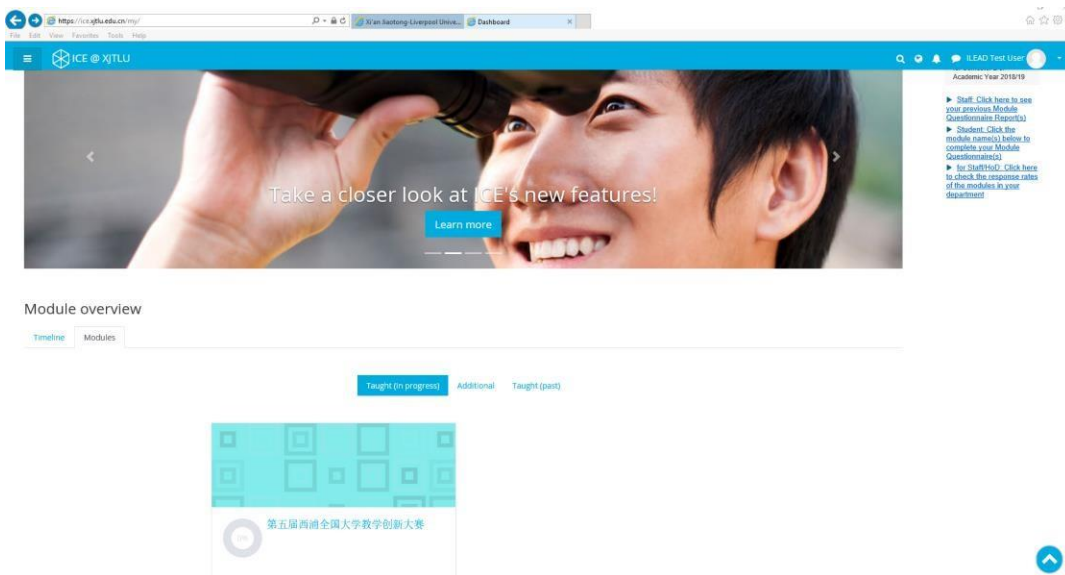 https://ice.xjtlu.edu.cn/my/
Xi'an Jiaotong-Liverpool Unive...
Dashboard
File Edit View Favorites Tools Help
ICE @ XJTLU
ILEAD Test User
Academic Year 2018/19
Staff: Click here to see
your previous Module
Questionnaire Report(s)
Student: Click the
module name(s) below to
complete your Module
Questionnaire(s)
for Staff/HoD: Click here
to check the response rates
of the modules in your
department
Take a closer look at ICE's new features!
Learn more
Module overview
Timeline Modules
Taught (in progress) Additional Taught (past)
第五届西浦全国大学教学创新大赛